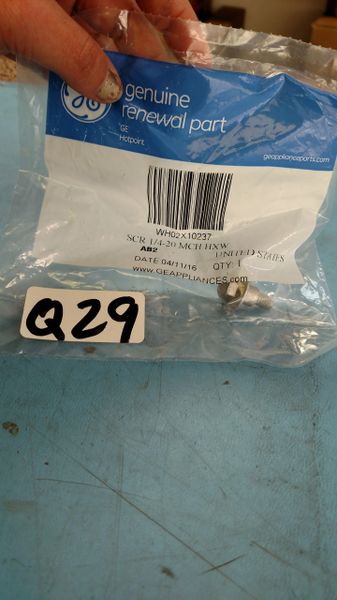 GE
genuine
renewal part
GE
Hotpoint
geapplianceparts.com
WH02X10237
SCR 1/4-20 MCH HXW
AB2 UNITED STATES
DATE 04/11/16 QTY: 1
WWW.GEAPPLIANCES.com
Q29